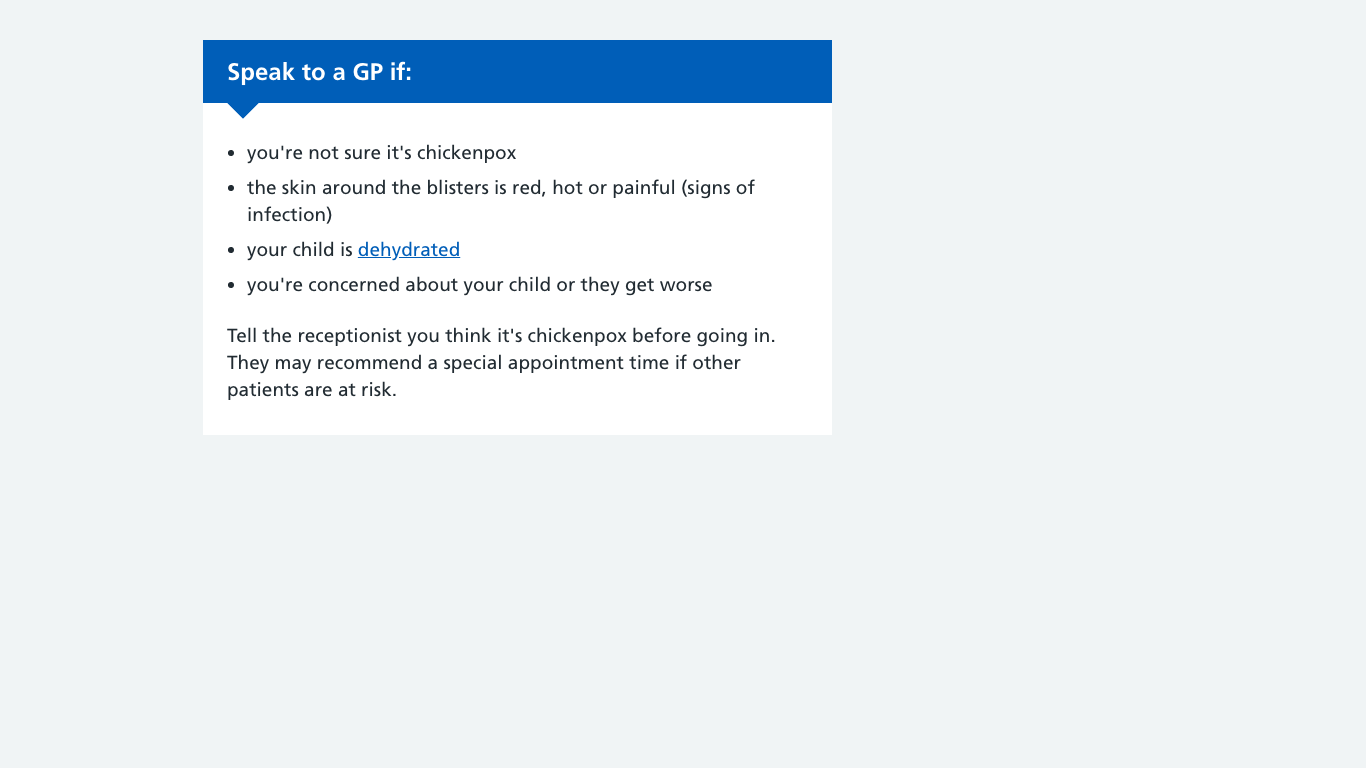 Speak to a GP if:
you're not sure it's chickenpox
the skin around the blisters is red, hot or painful (signs of
infection)
your child is dehydrated
you're concerned about your child or they get worse
Tell the receptionist you think it's chickenpox before going in.
They may recommend a special appointment time if other
patients are at risk.